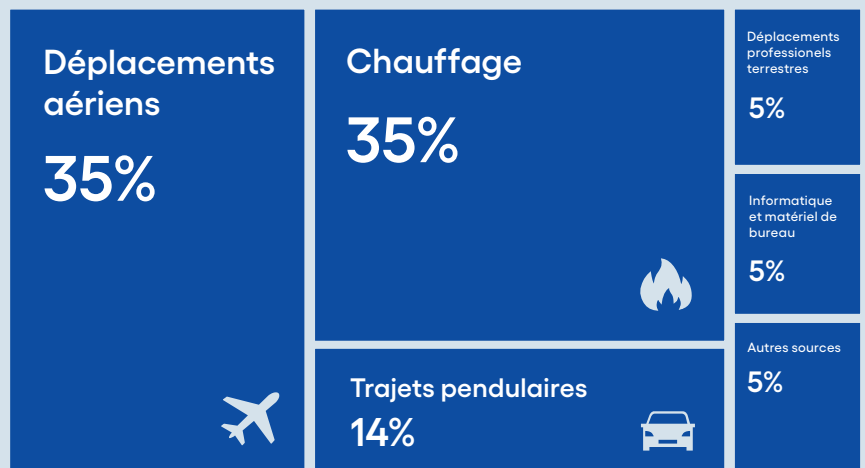 Déplacements
aériens
35%
Chauffage
35%
Trajets pendulaires
14%
Déplacements
professionels
terrestres
5%
Informatique
et matériel de
bureau
5%
Autres sources
5%